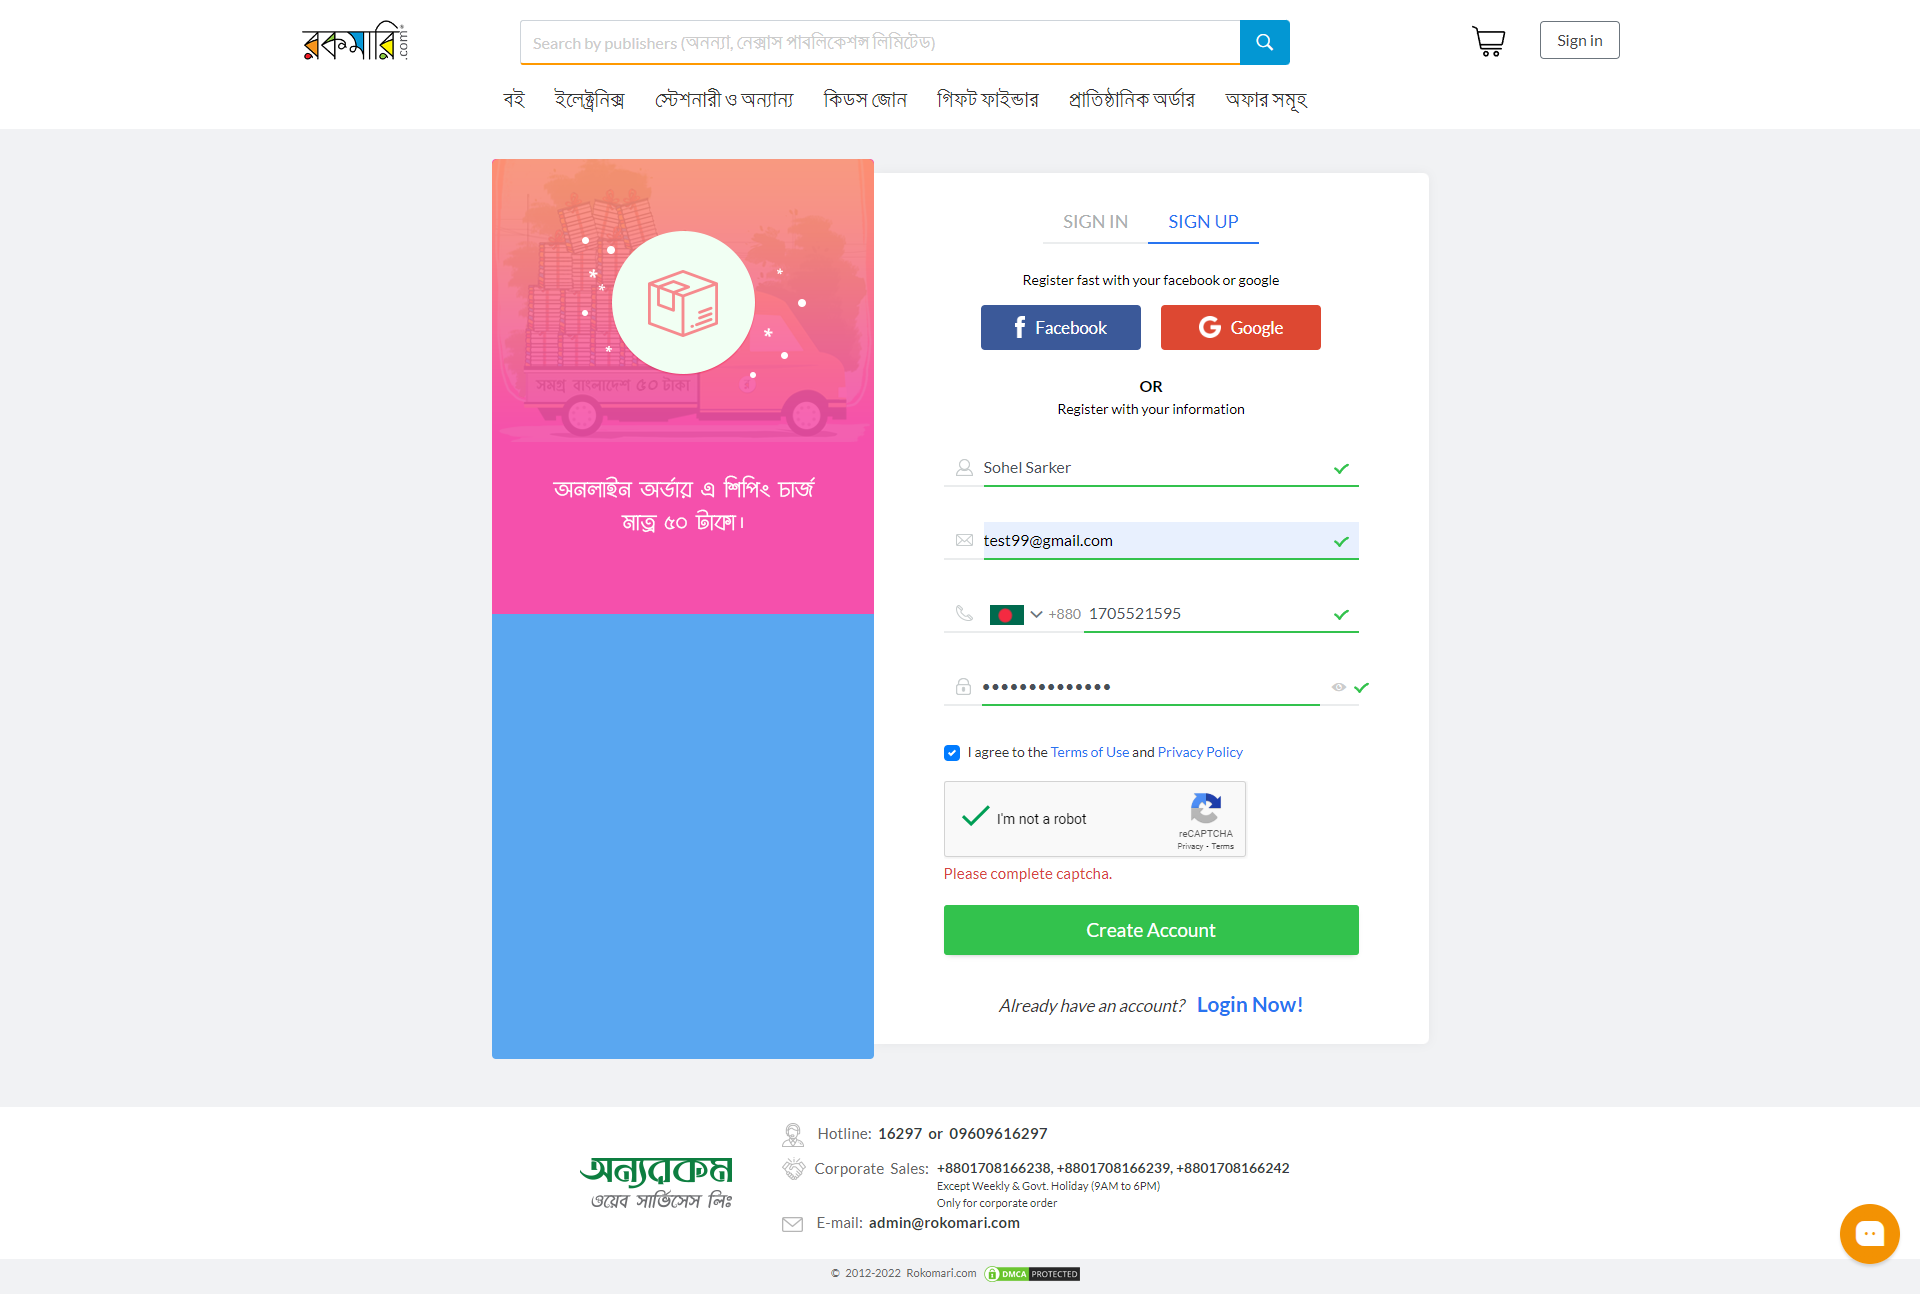 রকমারি.com
Search by publishers (অনন্যা, নেক্সাস পাবলিকেশন্স লিমিটেড)
Sign in
বই ইলেক্ট্রনিক্স স্টেশনারী ও অন্যান্য কিডস জোন গিফট ফাইন্ডার প্রাতিষ্ঠানিক অর্ডার অফার সমূহ
সমগ্র বাংলাদেশ ৫০ টাকা
অনলাইন অর্ডার এ শিপিং চার্জ
মাত্র ৫০ টাকা।
SIGN IN SIGN UP
Register fast with your facebook or google
Facebook Google
OR
Register with your information
Sohel Sarker
test99@gmail.com
+880 1705521595
I agree to the Terms of Use and Privacy Policy
I'm not a robot
reCAPTCHA
Privacy - Terms
Please complete captcha.
Create Account
Already have an account? Login Now!
অন্যরকম
ওয়েব সার্ভিসেস লিঃ
Hotline: 16297 or 09609616297
Corporate Sales: +8801708166238, +8801708166239, +8801708166242
Except Weekly & Govt. Holiday (9AM to 6PM)
Only for corporate order
E-mail: admin@rokomari.com
© 2012-2022 Rokomari.com DMCA PROTECTED